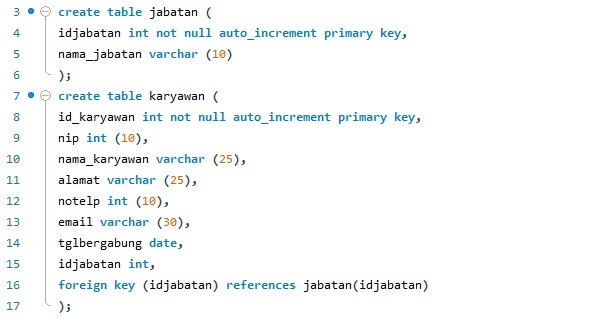 3 create table jabatan (
4 idjabatan int not null auto_increment primary key,
5 nama_jabatan varchar (10)
6 );
7 create table karyawan (
8 id_karyawan int not null auto_increment primary key,
9 nip int (10),
10 nama_karyawan varchar (25),
11 alamat varchar (25),
12 notelp int (10),
13 email varchar (30),
14 tglbergabung date,
15 idjabatan int,
16 foreign key (idjabatan) references jabatan(idjabatan)
17 );